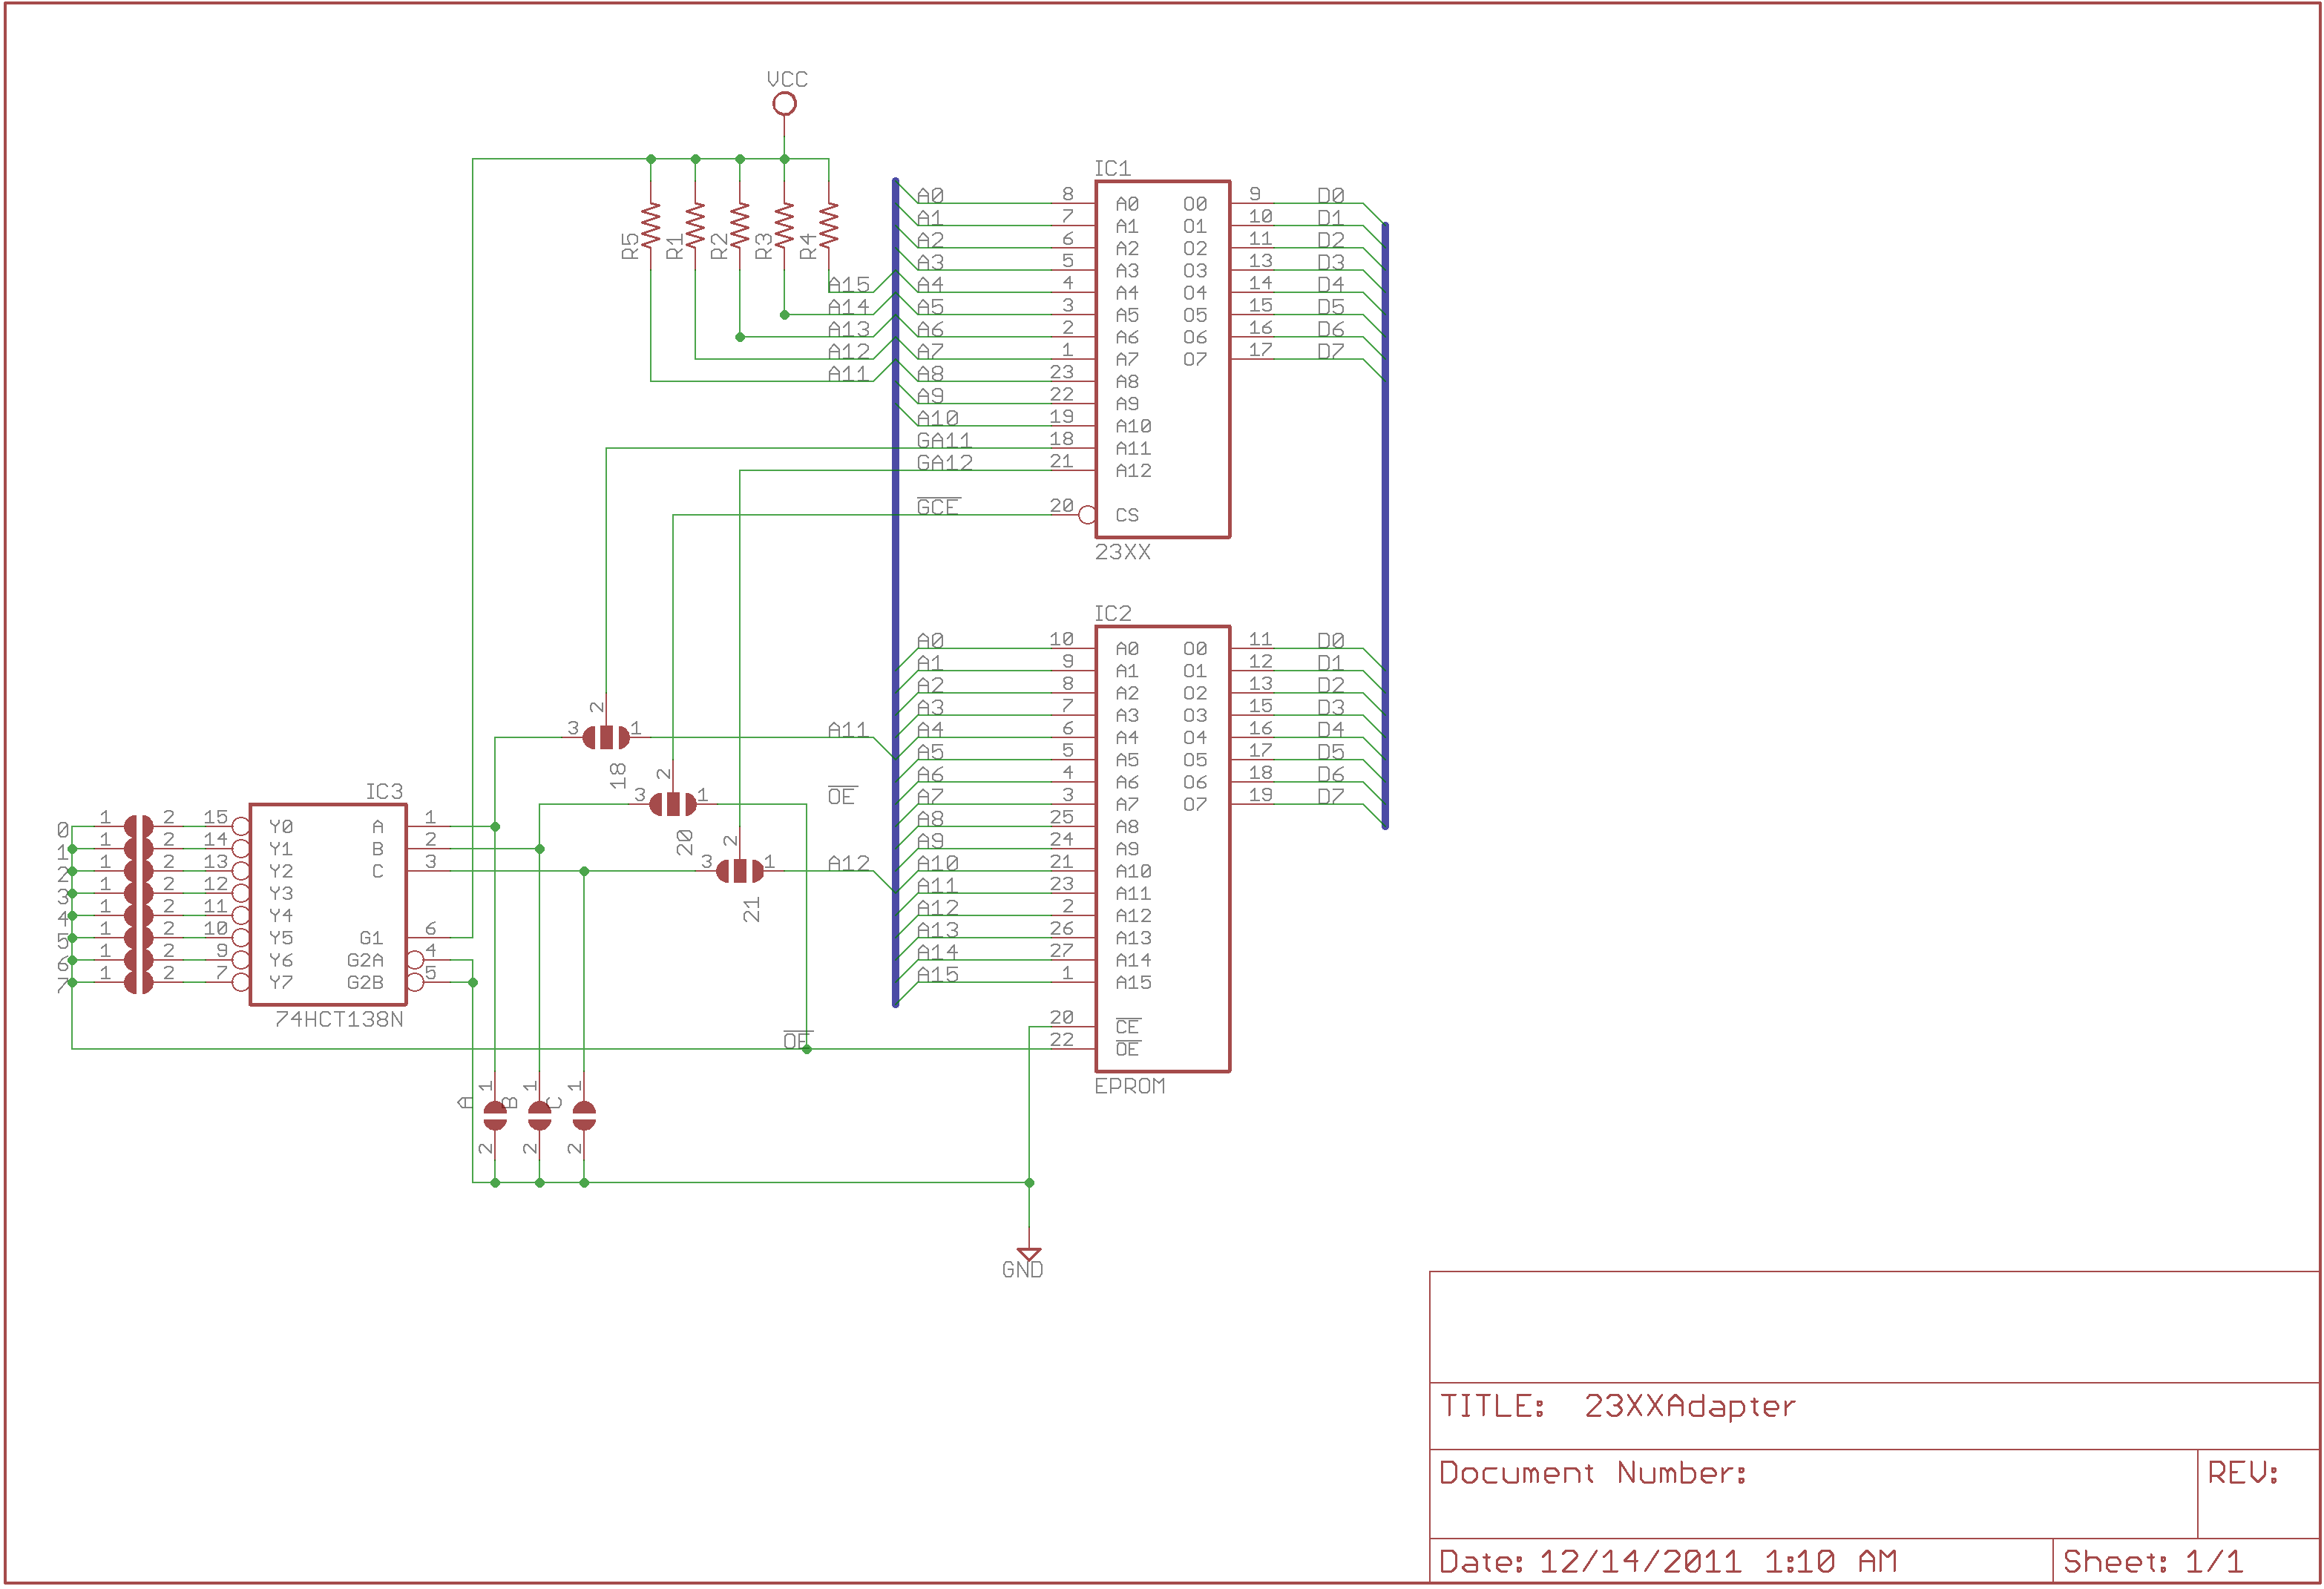 VCC
R5 R1 R2 R3 R4
A15
A14
A13
A12
A11
IC1
A0 8 A0 O0 9 D0
A1 7 A1 O1 10 D1
A2 6 A2 O2 11 D2
A3 5 A3 O3 13 D3
A4 4 A4 O4 14 D4
A5 3 A5 O5 15 D5
A6 2 A6 O6 16 D6
A7 1 A7 O7 17 D7
A8 23 A8
A9 22 A9
A10 19 A10
GA11 18 A11
GA12 21 A12
GCE 20 CS
23XX
IC2
A0 10 A0 O0 11 D0
A1 9 A1 O1 12 D1
A2 8 A2 O2 13 D2
A3 7 A3 O3 15 D3
A4 6 A4 O4 16 D4
A5 5 A5 O5 17 D5
A6 4 A6 O6 18 D6
A7 3 A7 O7 19 D7
A8 25 A8
A9 24 A9
A10 21 A10
A11 23 A11
A12 2 A12
A13 26 A13
A14 27 A14
A15 1 A15
20 CE
22 OE
EPROM
3 2 1 A11
18
3 2 1 OE
20
3 2 1 A12
21
IC3
0 1 2 15 Y0 A 1
1 1 2 14 Y1 B 2
2 1 2 13 Y2 C 3
3 1 2 12 Y3
4 1 2 11 Y4
5 1 2 10 Y5 G1 6
6 1 2 9 Y6 G2A 4
7 1 2 7 Y7 G2B 5
74HCT138N
OE
A 1 B 1 C 1
2 2 2
GND
TITLE: 23XXAdapter
Document Number:
REV:
Date: 12/14/2011 1:10 AM
Sheet: 1/1